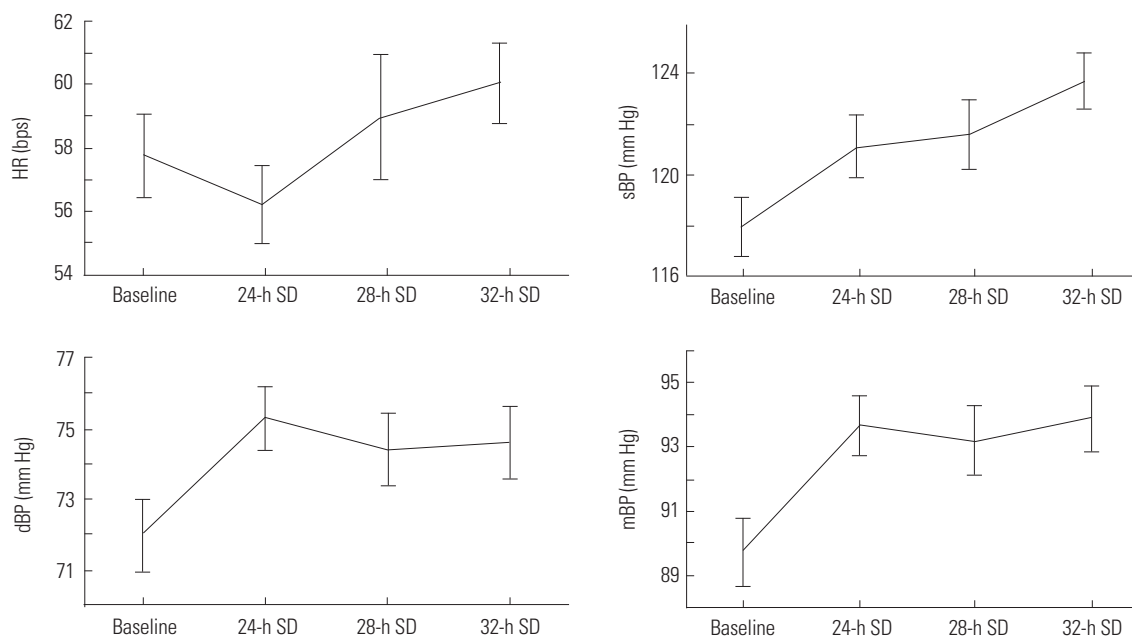 62
60
58
56
54
HR (bps)
Baseline
24-h SD
28-h SD
32-h SD
124
120
116
sBP (mm Hg)
Baseline
24-h SD
28-h SD
32-h SD
77
75
73
71
dBP (mm Hg)
Baseline
24-h SD
28-h SD
32-h SD
95
93
91
89
mBP (mm Hg)
Baseline
24-h SD
28-h SD
32-h SD